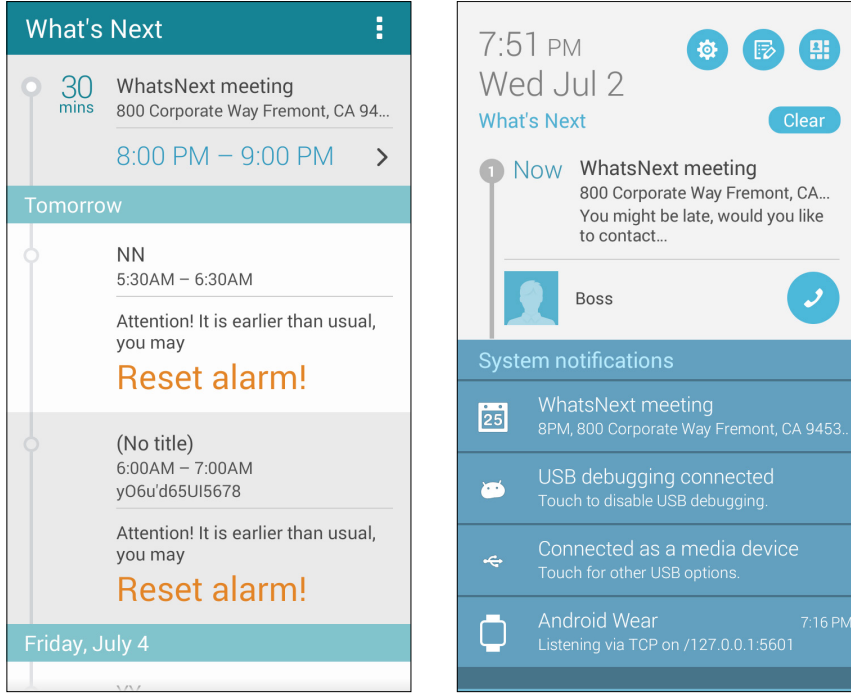 What's Next
30
mins
WhatsNext meeting
800 Corporate Way Fremont, CA 94...
8:00 PM – 9:00 PM
Tomorrow
NN
5:30AM – 6:30AM
Attention! It is earlier than usual,
you may
Reset alarm!
(No title)
6:00AM – 7:00AM
yO6u'd65UI5678
Attention! It is earlier than usual,
you may
Reset alarm!
Friday, July 4
7:51 PM
Wed Jul 2
What's Next
Clear
1 Now
WhatsNext meeting
800 Corporate Way Fremont, CA...
You might be late, would you like
to contact...
Boss
System notifications
25
WhatsNext meeting
8PM, 800 Corporate Way Fremont, CA 9453..
USB debugging connected
Touch to disable USB debugging.
Connected as a media device
Touch for other USB options.
Android Wear 7:16 PM
Listening via TCP on /127.0.0.1:5601